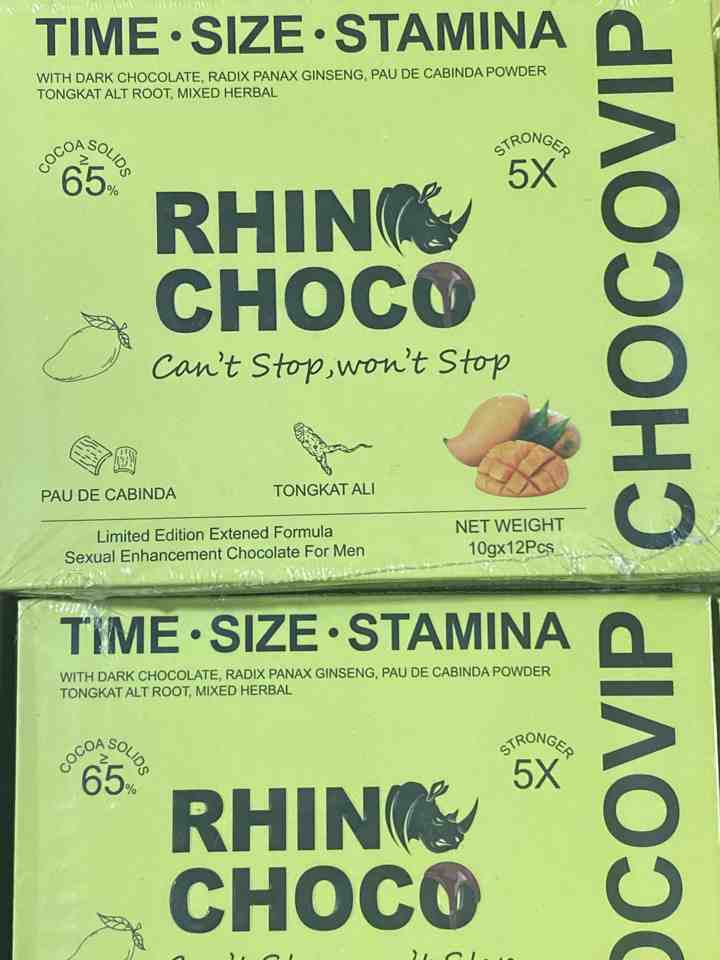 TIME • SIZE • STAMINA
WITH DARK CHOCOLATE, RADIX PANAX GINSENG, PAU DE CABINDA POWDER
TONGKAT ALT ROOT, MIXED HERBAL
COCOA SOLIDS
≥
65%
STRONGER
5X
CHOCOVIP
RHINO
CHOCO
Can't Stop,won't Stop
PAU DE CABINDA
TONGKAT ALI
Limited Edition Extened Formula
Sexual Enhancement Chocolate For Men
NET WEIGHT
10gx12Pcs
TIME • SIZE • STAMINA
WITH DARK CHOCOLATE, RADIX PANAX GINSENG, PAU DE CABINDA POWDER
TONGKAT ALT ROOT, MIXED HERBAL
COCOA SOLIDS
≥
65%
STRONGER
5X
OCOVIP
RHINO
CHOCO